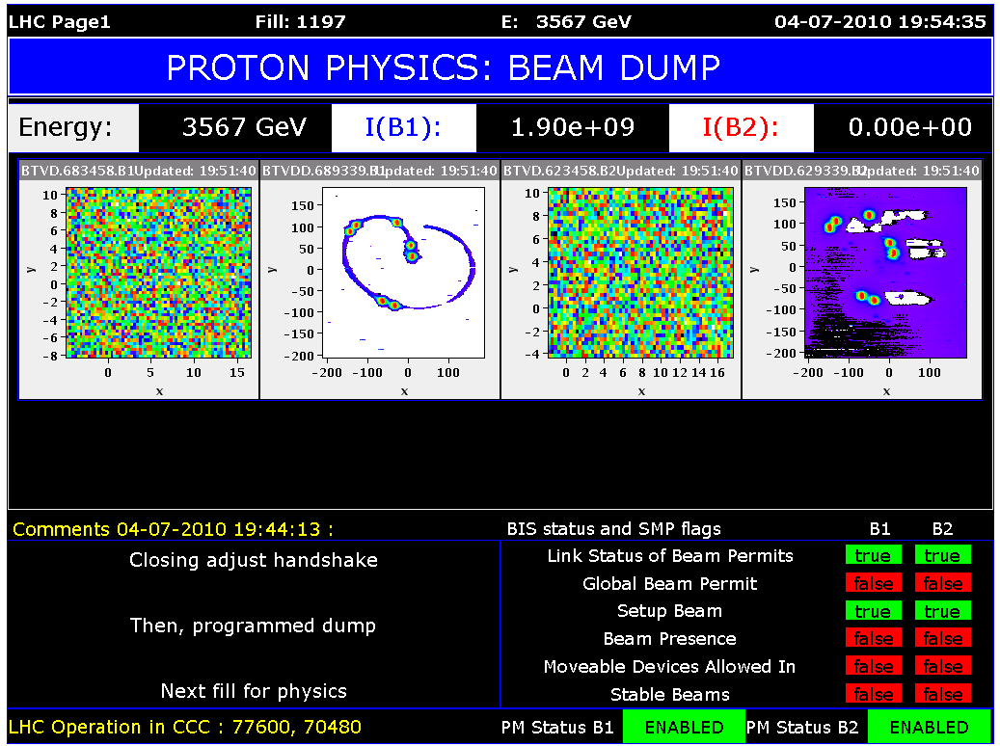 LHC Page1 Fill: 1197 E: 3567 GeV 04-07-2010 19:54:35
PROTON PHYSICS: BEAM DUMP
Energy: 3567 GeV I(B1): 1.90e+09 I(B2): 0.00e+00
BTVD.683458.B1Updated: 19:51:40 BTVDD.689339.B1Updated: 19:51:40 BTVD.623458.B2Updated: 19:51:40 BTVDD.629339.B2Updated: 19:51:40
10
8
6
4
2
0
-2
-4
-6
-8
y
0 5 10 15
x
150
100
50
0
-50
-100
-150
-200
y
-200 -100 0 100
x
10
8
6
4
2
0
-2
-4
y
0 2 4 6 8 10 12 14 16
x
150
100
50
0
-50
-100
-150
-200
y
-200 -100 0 100
x
Comments 04-07-2010 19:44:13 :
Closing adjust handshake
Then, programmed dump
Next fill for physics
BIS status and SMP flags B1 B2
Link Status of Beam Permits true true
Global Beam Permit false false
Setup Beam true true
Beam Presence false false
Moveable Devices Allowed In false false
Stable Beams false false
LHC Operation in CCC : 77600, 70480 PM Status B1 ENABLED PM Status B2 ENABLED